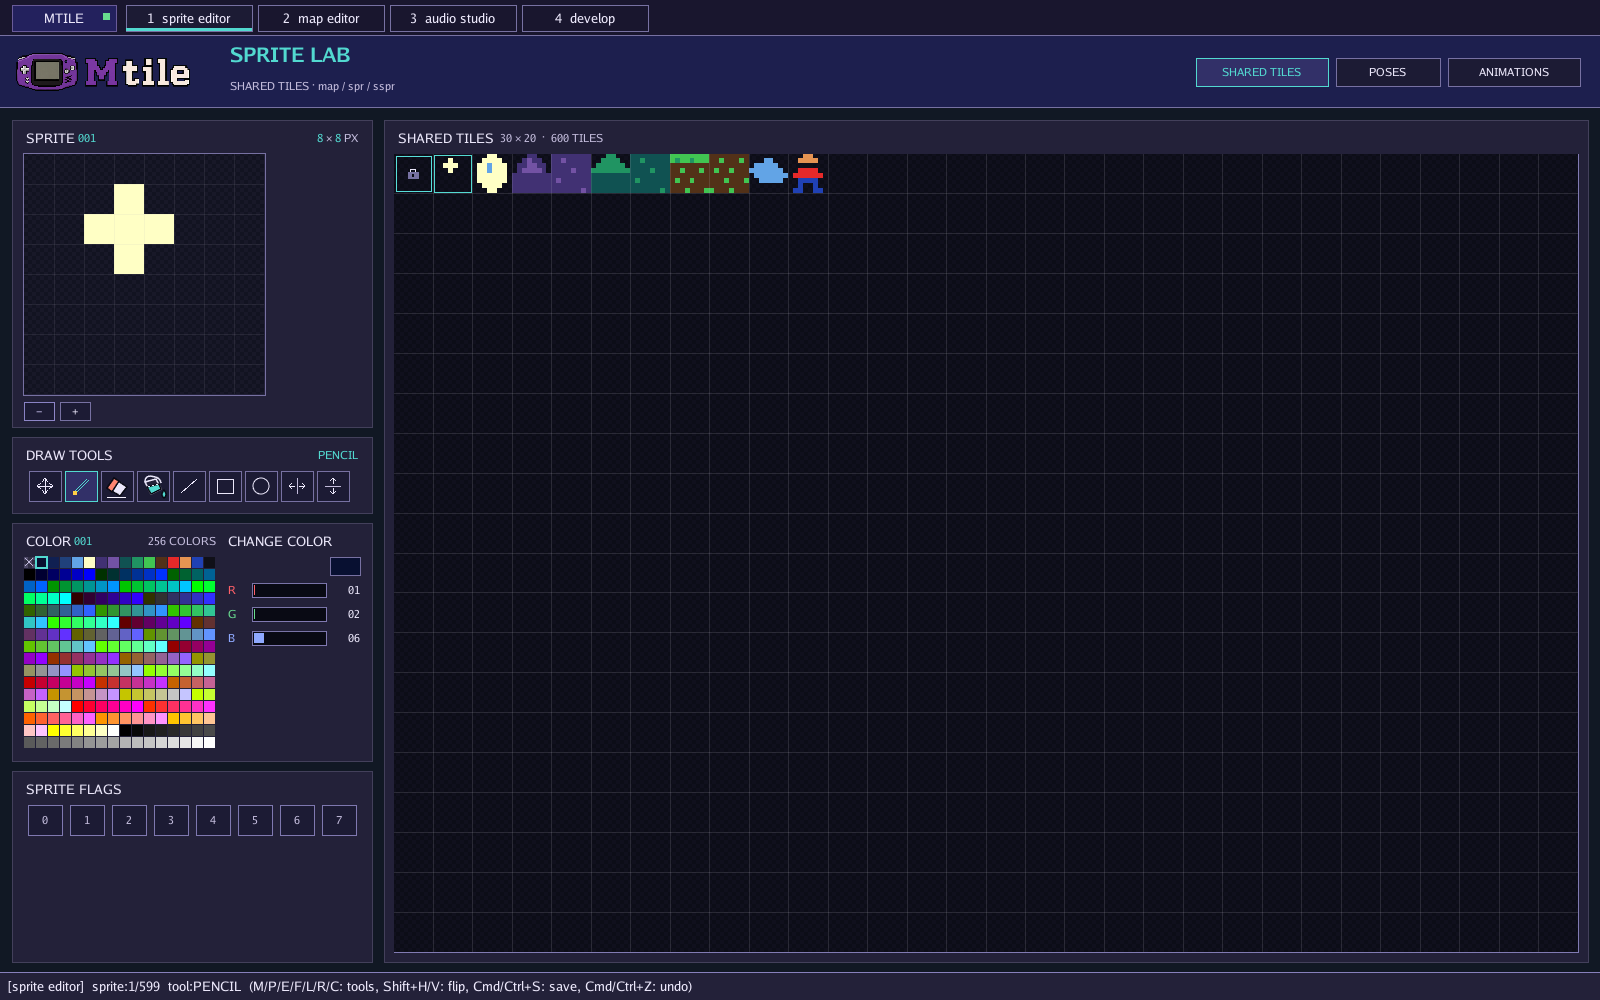 MTILE 1 sprite editor 2 map editor 3 audio studio 4 develop
Mtile
SPRITE LAB
SHARED TILES · map / spr / sspr
SHARED TILES POSES ANIMATIONS
SPRITE 001 8 × 8 PX
− +
DRAW TOOLS PENCIL
COLOR 001 256 COLORS CHANGE COLOR
R 01
G 02
B 06
SPRITE FLAGS
0 1 2 3 4 5 6 7
SHARED TILES 30 × 20 · 600 TILES
[sprite editor] sprite:1/599 tool:PENCIL (M/P/E/F/L/R/C: tools, Shift+H/V: flip, Cmd/Ctrl+S: save, Cmd/Ctrl+Z: undo)